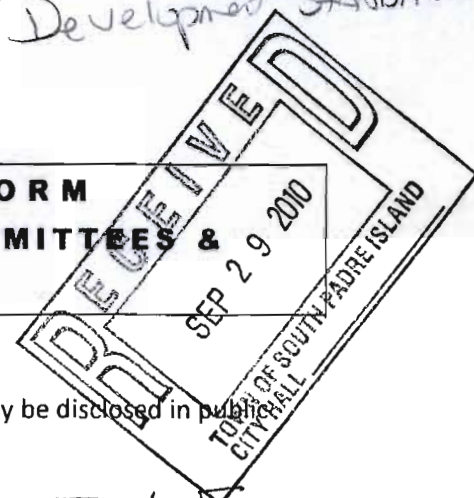 Development
ORM
MITTEES &
RECEIVED
SEP 29 2010
TOWN OF SOUTH PADRE ISLAND
CITY HALL
y be disclosed in public